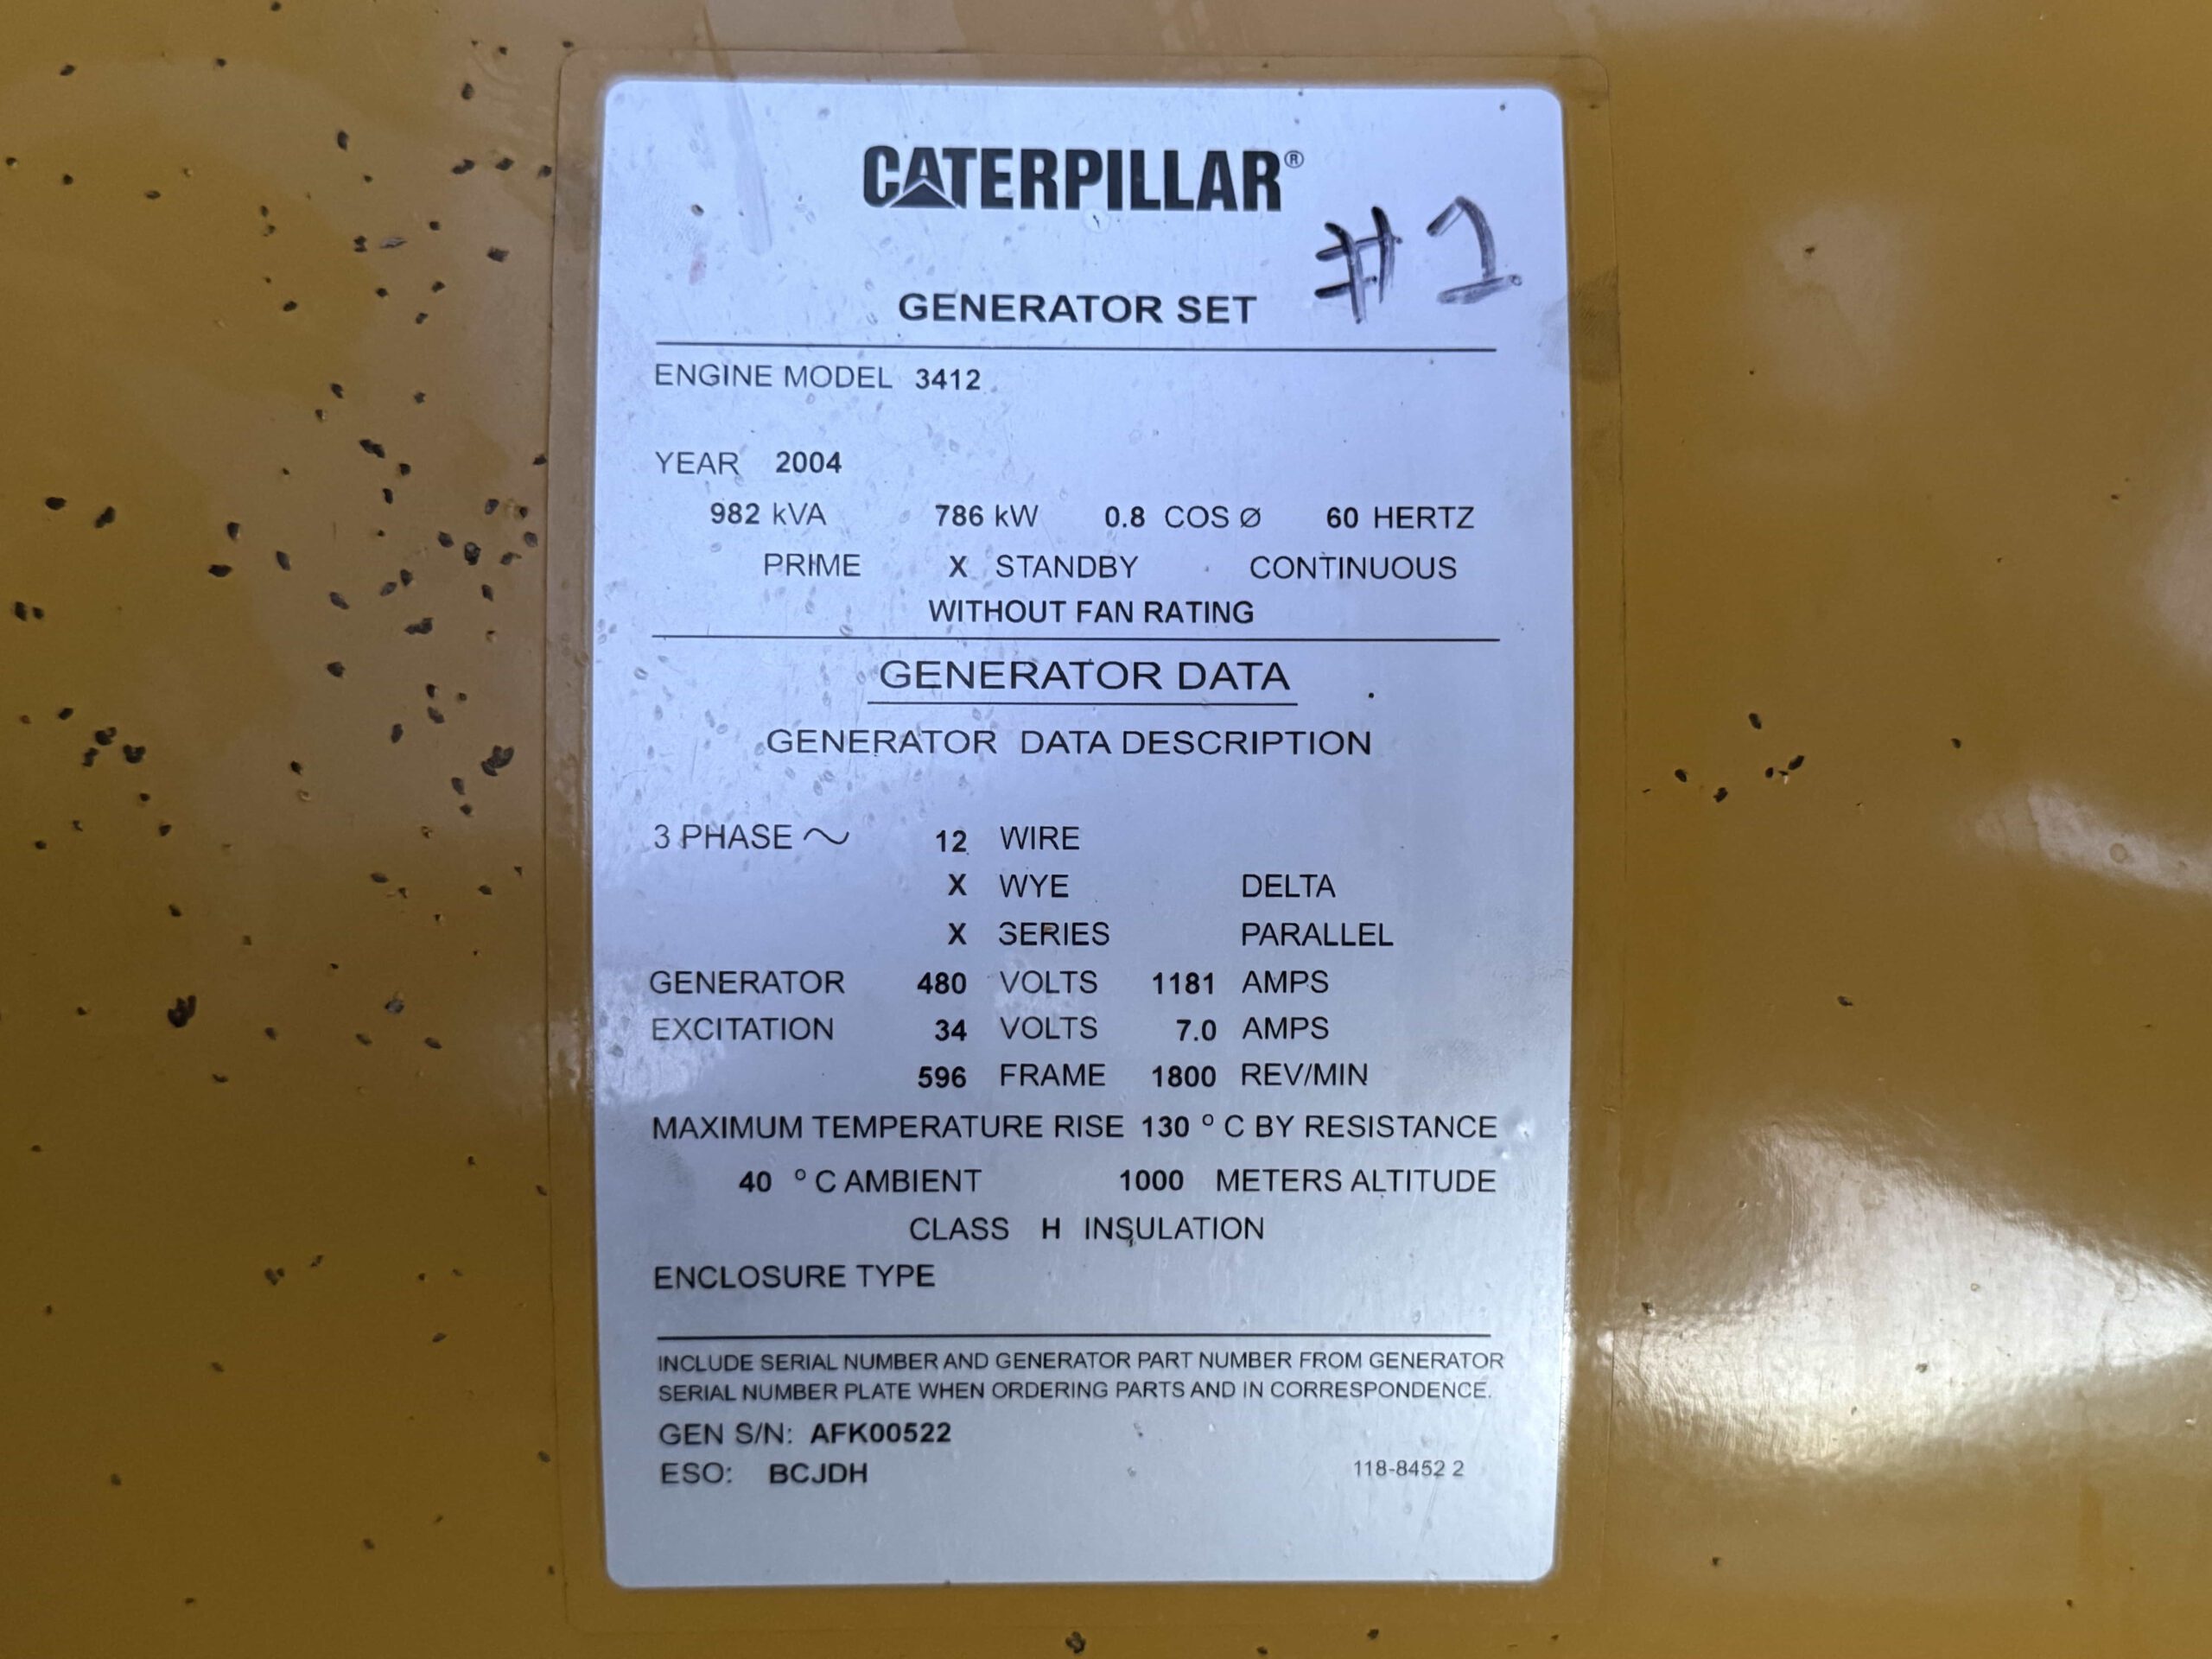 CATERPILLAR®
#1
GENERATOR SET
ENGINE MODEL 3412
YEAR 2004
982 kVA 786 kW 0.8 COS Ø 60 HERTZ
PRIME X STANDBY CONTINUOUS
WITHOUT FAN RATING
GENERATOR DATA
GENERATOR DATA DESCRIPTION
3 PHASE ~ 12 WIRE
X WYE DELTA
X SERIES PARALLEL
GENERATOR 480 VOLTS 1181 AMPS
EXCITATION 34 VOLTS 7.0 AMPS
596 FRAME 1800 REV/MIN
MAXIMUM TEMPERATURE RISE 130 ° C BY RESISTANCE
40 ° C AMBIENT 1000 METERS ALTITUDE
CLASS H INSULATION
ENCLOSURE TYPE
INCLUDE SERIAL NUMBER AND GENERATOR PART NUMBER FROM GENERATOR
SERIAL NUMBER PLATE WHEN ORDERING PARTS AND IN CORRESPONDENCE.
GEN S/N: AFK00522
ESO: BCJDH 118-8452 2